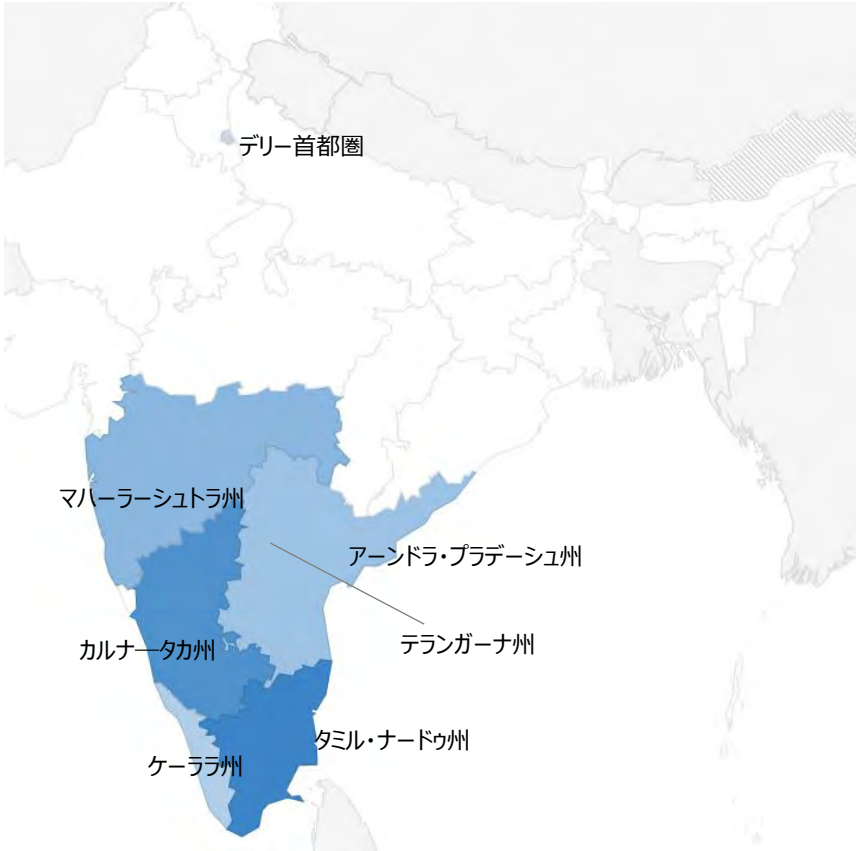 デリー首都圏
マハーラーシュトラ州
アーンドラ・プラデーシュ州
テランガーナ州
カルナ―タカ州
タミル・ナードゥ州
ケーララ州